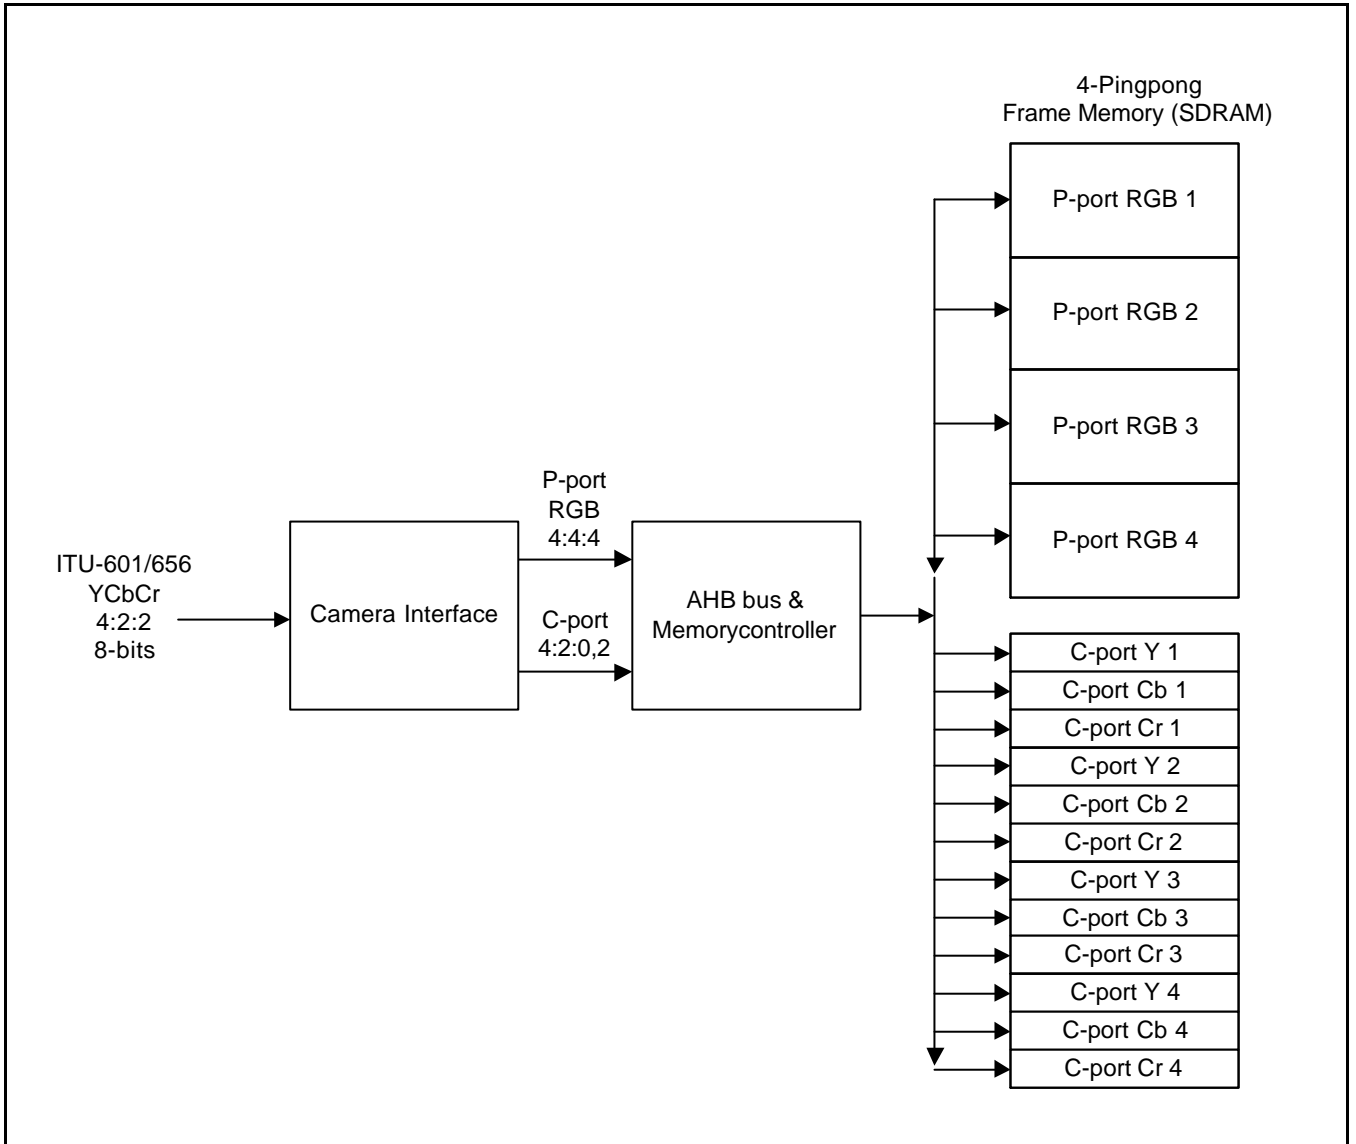 4-Pingpong
Frame Memory (SDRAM)
P-port RGB 1
P-port RGB 2
P-port RGB 3
P-port RGB 4
ITU-601/656
YCbCr
4:2:2
8-bits
Camera Interface
P-port
RGB
4:4:4
C-port
4:2:0,2
AHB bus &
Memorycontroller
C-port Y 1
C-port Cb 1
C-port Cr 1
C-port Y 2
C-port Cb 2
C-port Cr 2
C-port Y 3
C-port Cb 3
C-port Cr 3
C-port Y 4
C-port Cb 4
C-port Cr 4